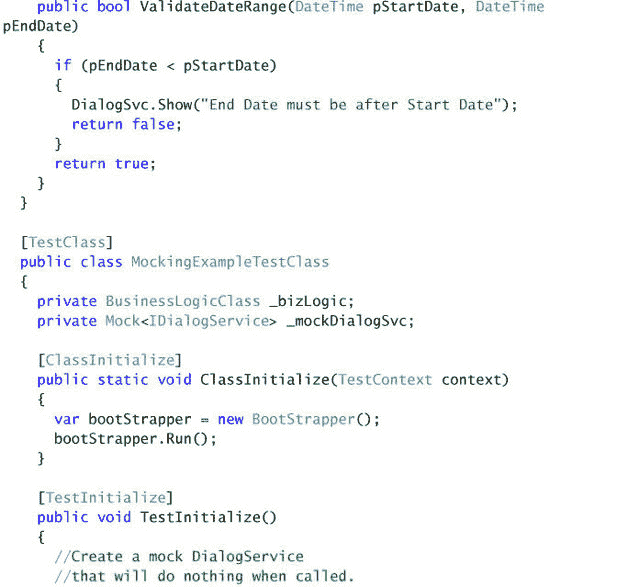 public bool ValidateDateRange(DateTime pStartDate, DateTime
pEndDate)
{
if (pEndDate < pStartDate)
{
DialogSvc.Show("End Date must be after Start Date");
return false;
}
return true;
}
}
[TestClass]
public class MockingExampleTestClass
{
private BusinessLogicClass _bizLogic;
private Mock<IDialogService> _mockDialogSvc;
[ClassInitialize]
public static void ClassInitialize(TestContext context)
{
var bootStrapper = new BootStrapper();
bootStrapper.Run();
}
[TestInitialize]
public void TestInitialize()
{
//Create a mock DialogService
//that will do nothing when called.